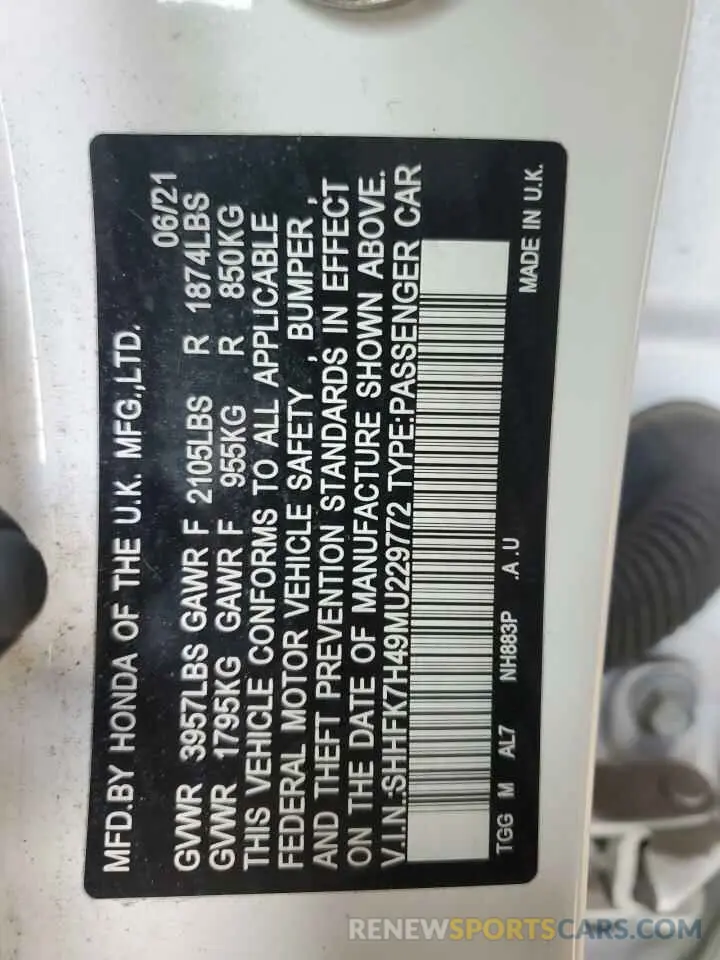 MFD.BY HONDA OF THE U.K. MFG.,LTD.
06/21
GVWR 3957LBS GAWR F 2105LBS R 1874LBS
GVWR 1795KG GAWR F 955KG R 850KG
THIS VEHICLE CONFORMS TO ALL APPLICABLE
FEDERAL MOTOR VEHICLE SAFETY , BUMPER ,
AND THEFT PREVENTION STANDARDS IN EFFECT
ON THE DATE OF MANUFACTURE SHOWN ABOVE.
V.I.N.:SHHFK7H49MU229772 TYPE:PASSENGER CAR
TGG M AL7 NH883P .A .U MADE IN U.K.
RENEWSPORTSCARS.COM